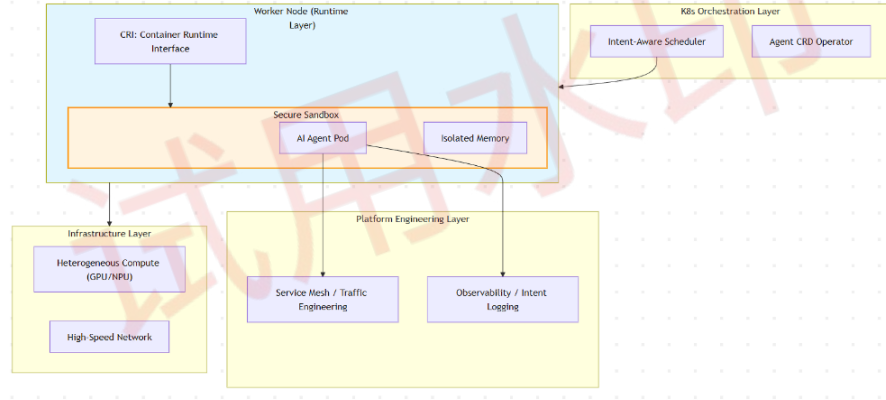 Worker Node (Runtime
Layer)
CRI: Container Runtime
Interface
Secure Sandbox
AI Agent Pod
Isolated Memory
K8s Orchestration Layer
Intent-Aware Scheduler
Agent CRD Operator
Infrastructure Layer
Heterogeneous Compute
(GPU/NPU)
High-Speed Network
Platform Engineering Layer
Service Mesh / Traffic
Engineering
Observability / Intent
Logging
试用水印